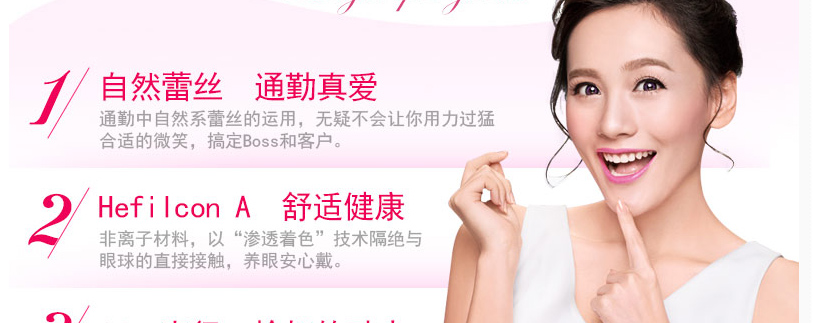 1
自然蕾丝 通勤真爱
通勤中自然系蕾丝的运用，无疑不会让你用力过猛
合适的微笑，搞定Boss和客户。
2
Hefilcon A 舒适健康
非离子材料，以“渗透着色”技术隔绝与
眼球的直接接触，养眼安心戴。